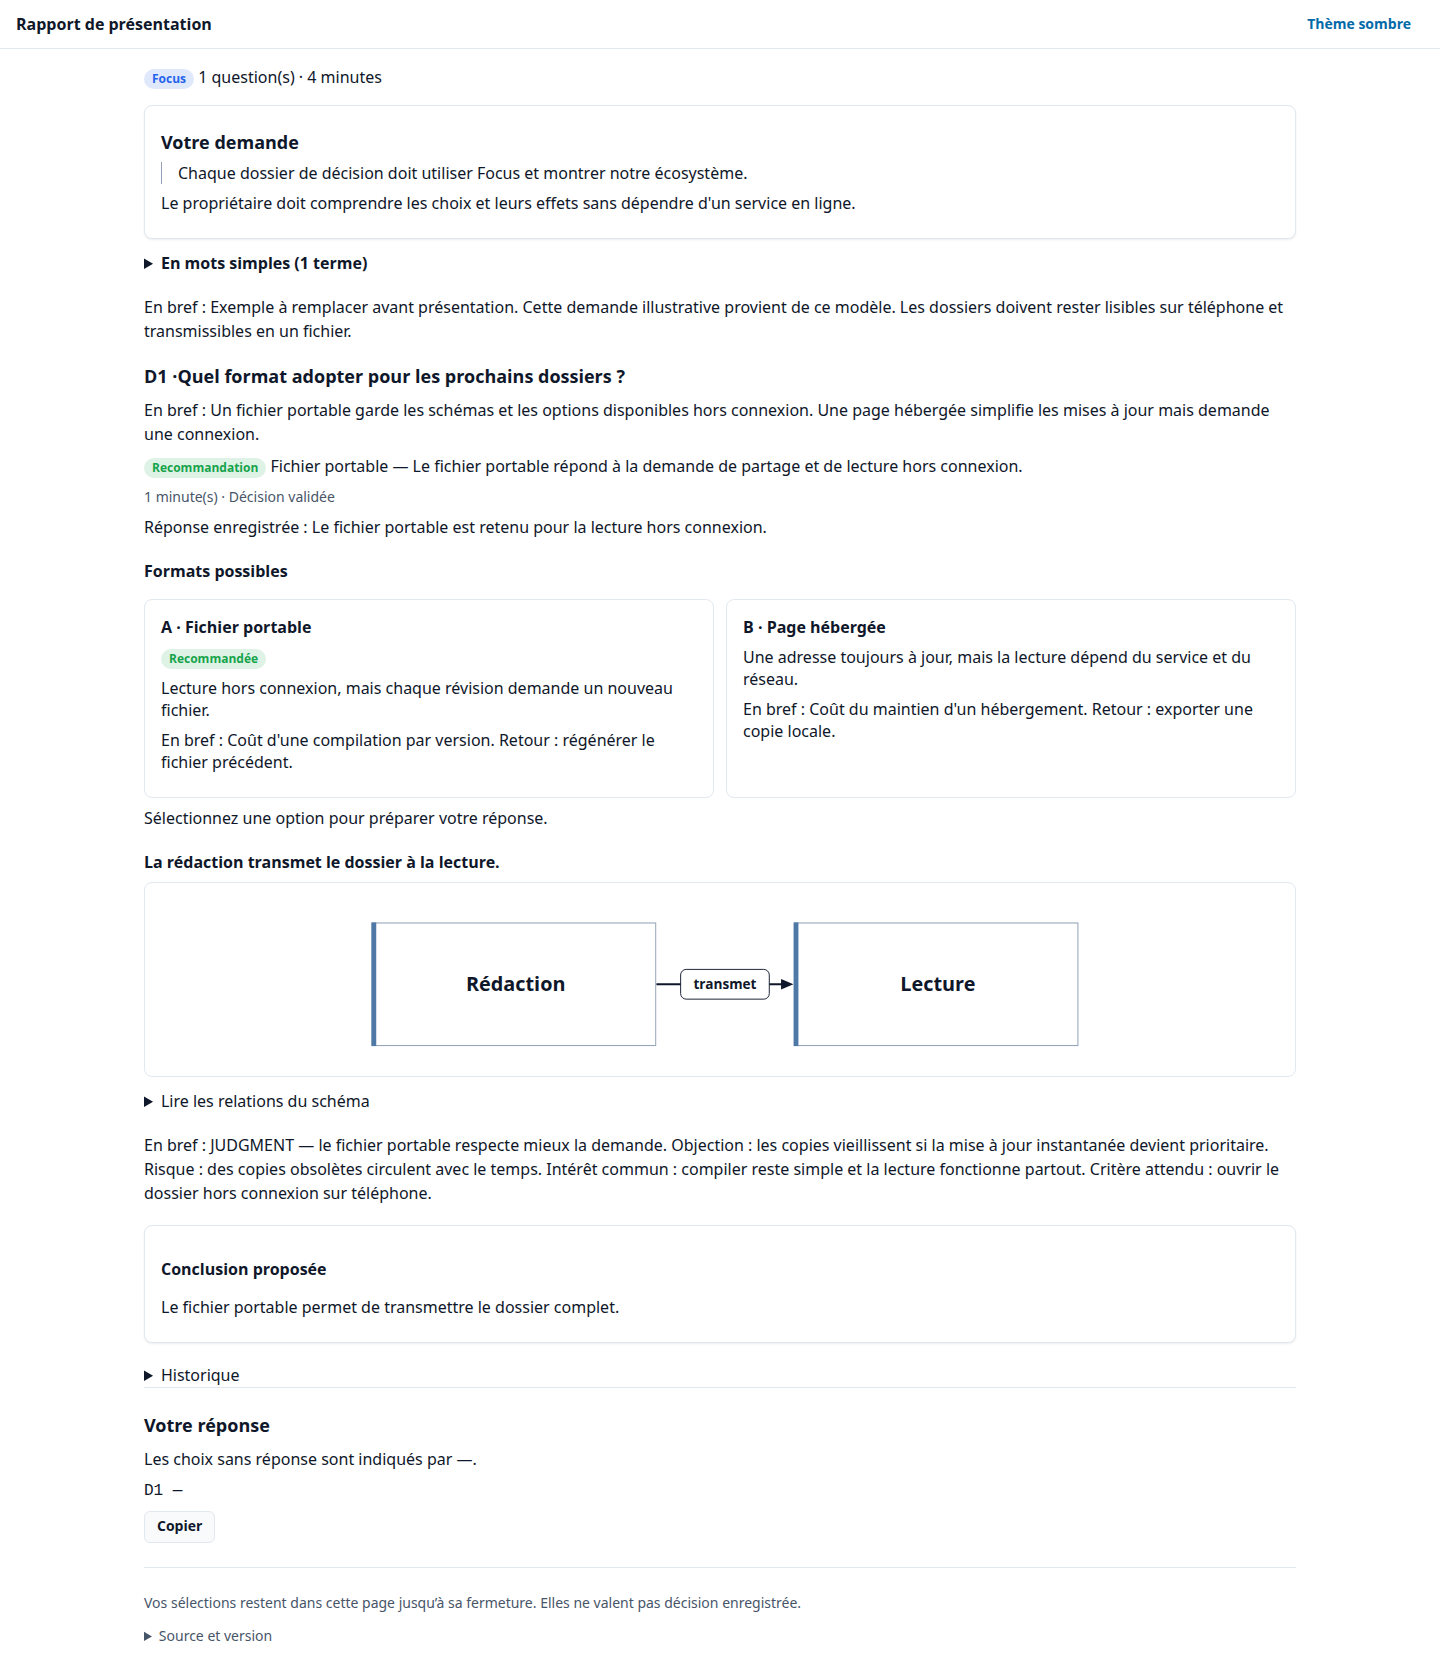 Rapport de présentation
Thème sombre
Focus 1 question(s) · 4 minutes
Votre demande
Chaque dossier de décision doit utiliser Focus et montrer notre écosystème.
Le propriétaire doit comprendre les choix et leurs effets sans dépendre d'un service en ligne.
En mots simples (1 terme)
En bref : Exemple à remplacer avant présentation. Cette demande illustrative provient de ce modèle. Les dossiers doivent rester lisibles sur téléphone et
transmissibles en un fichier.
D1 ·Quel format adopter pour les prochains dossiers ?
En bref : Un fichier portable garde les schémas et les options disponibles hors connexion. Une page hébergée simplifie les mises à jour mais demande
une connexion.
Recommandation Fichier portable — Le fichier portable répond à la demande de partage et de lecture hors connexion.
1 minute(s) · Décision validée
Réponse enregistrée : Le fichier portable est retenu pour la lecture hors connexion.
Formats possibles
A · Fichier portable
Recommandée
Lecture hors connexion, mais chaque révision demande un nouveau
fichier.
En bref : Coût d'une compilation par version. Retour : régénérer le
fichier précédent.
B · Page hébergée
Une adresse toujours à jour, mais la lecture dépend du service et du
réseau.
En bref : Coût du maintien d'un hébergement. Retour : exporter une
copie locale.
Sélectionnez une option pour préparer votre réponse.
La rédaction transmet le dossier à la lecture.
Rédaction
transmet
Lecture
Lire les relations du schéma
En bref : JUDGMENT — le fichier portable respecte mieux la demande. Objection : les copies vieillissent si la mise à jour instantanée devient prioritaire.
Risque : des copies obsolètes circulent avec le temps. Intérêt commun : compiler reste simple et la lecture fonctionne partout. Critère attendu : ouvrir le
dossier hors connexion sur téléphone.
Conclusion proposée
Le fichier portable permet de transmettre le dossier complet.
Historique
Votre réponse
Les choix sans réponse sont indiqués par —.
D1 —
Copier
Vos sélections restent dans cette page jusqu’à sa fermeture. Elles ne valent pas décision enregistrée.
Source et version